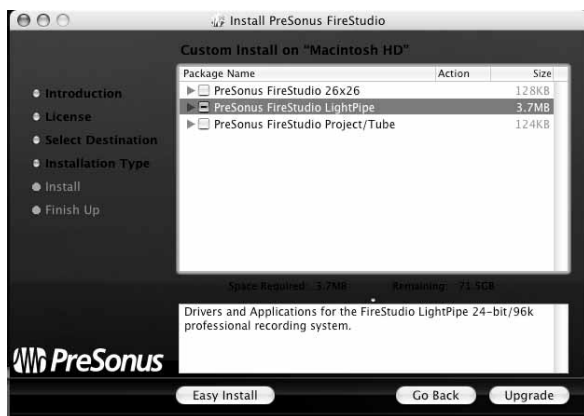 Install PreSonus FireStudio
Custom Install on "Macintosh HD"
Package Name Action Size
PreSonus FireStudio 26x26 128KB
PreSonus FireStudio LightPipe 3.7MB
PreSonus FireStudio Project/Tube 124KB
Introduction
License
Select Destination
Installation Type
Install
Finish Up
Space Required: 3.7MB Remaining: 71.5GB
Drivers and Applications for the FireStudio LightPipe 24-bit/96k
professional recording system.
PreSonus
Easy Install Go Back Upgrade